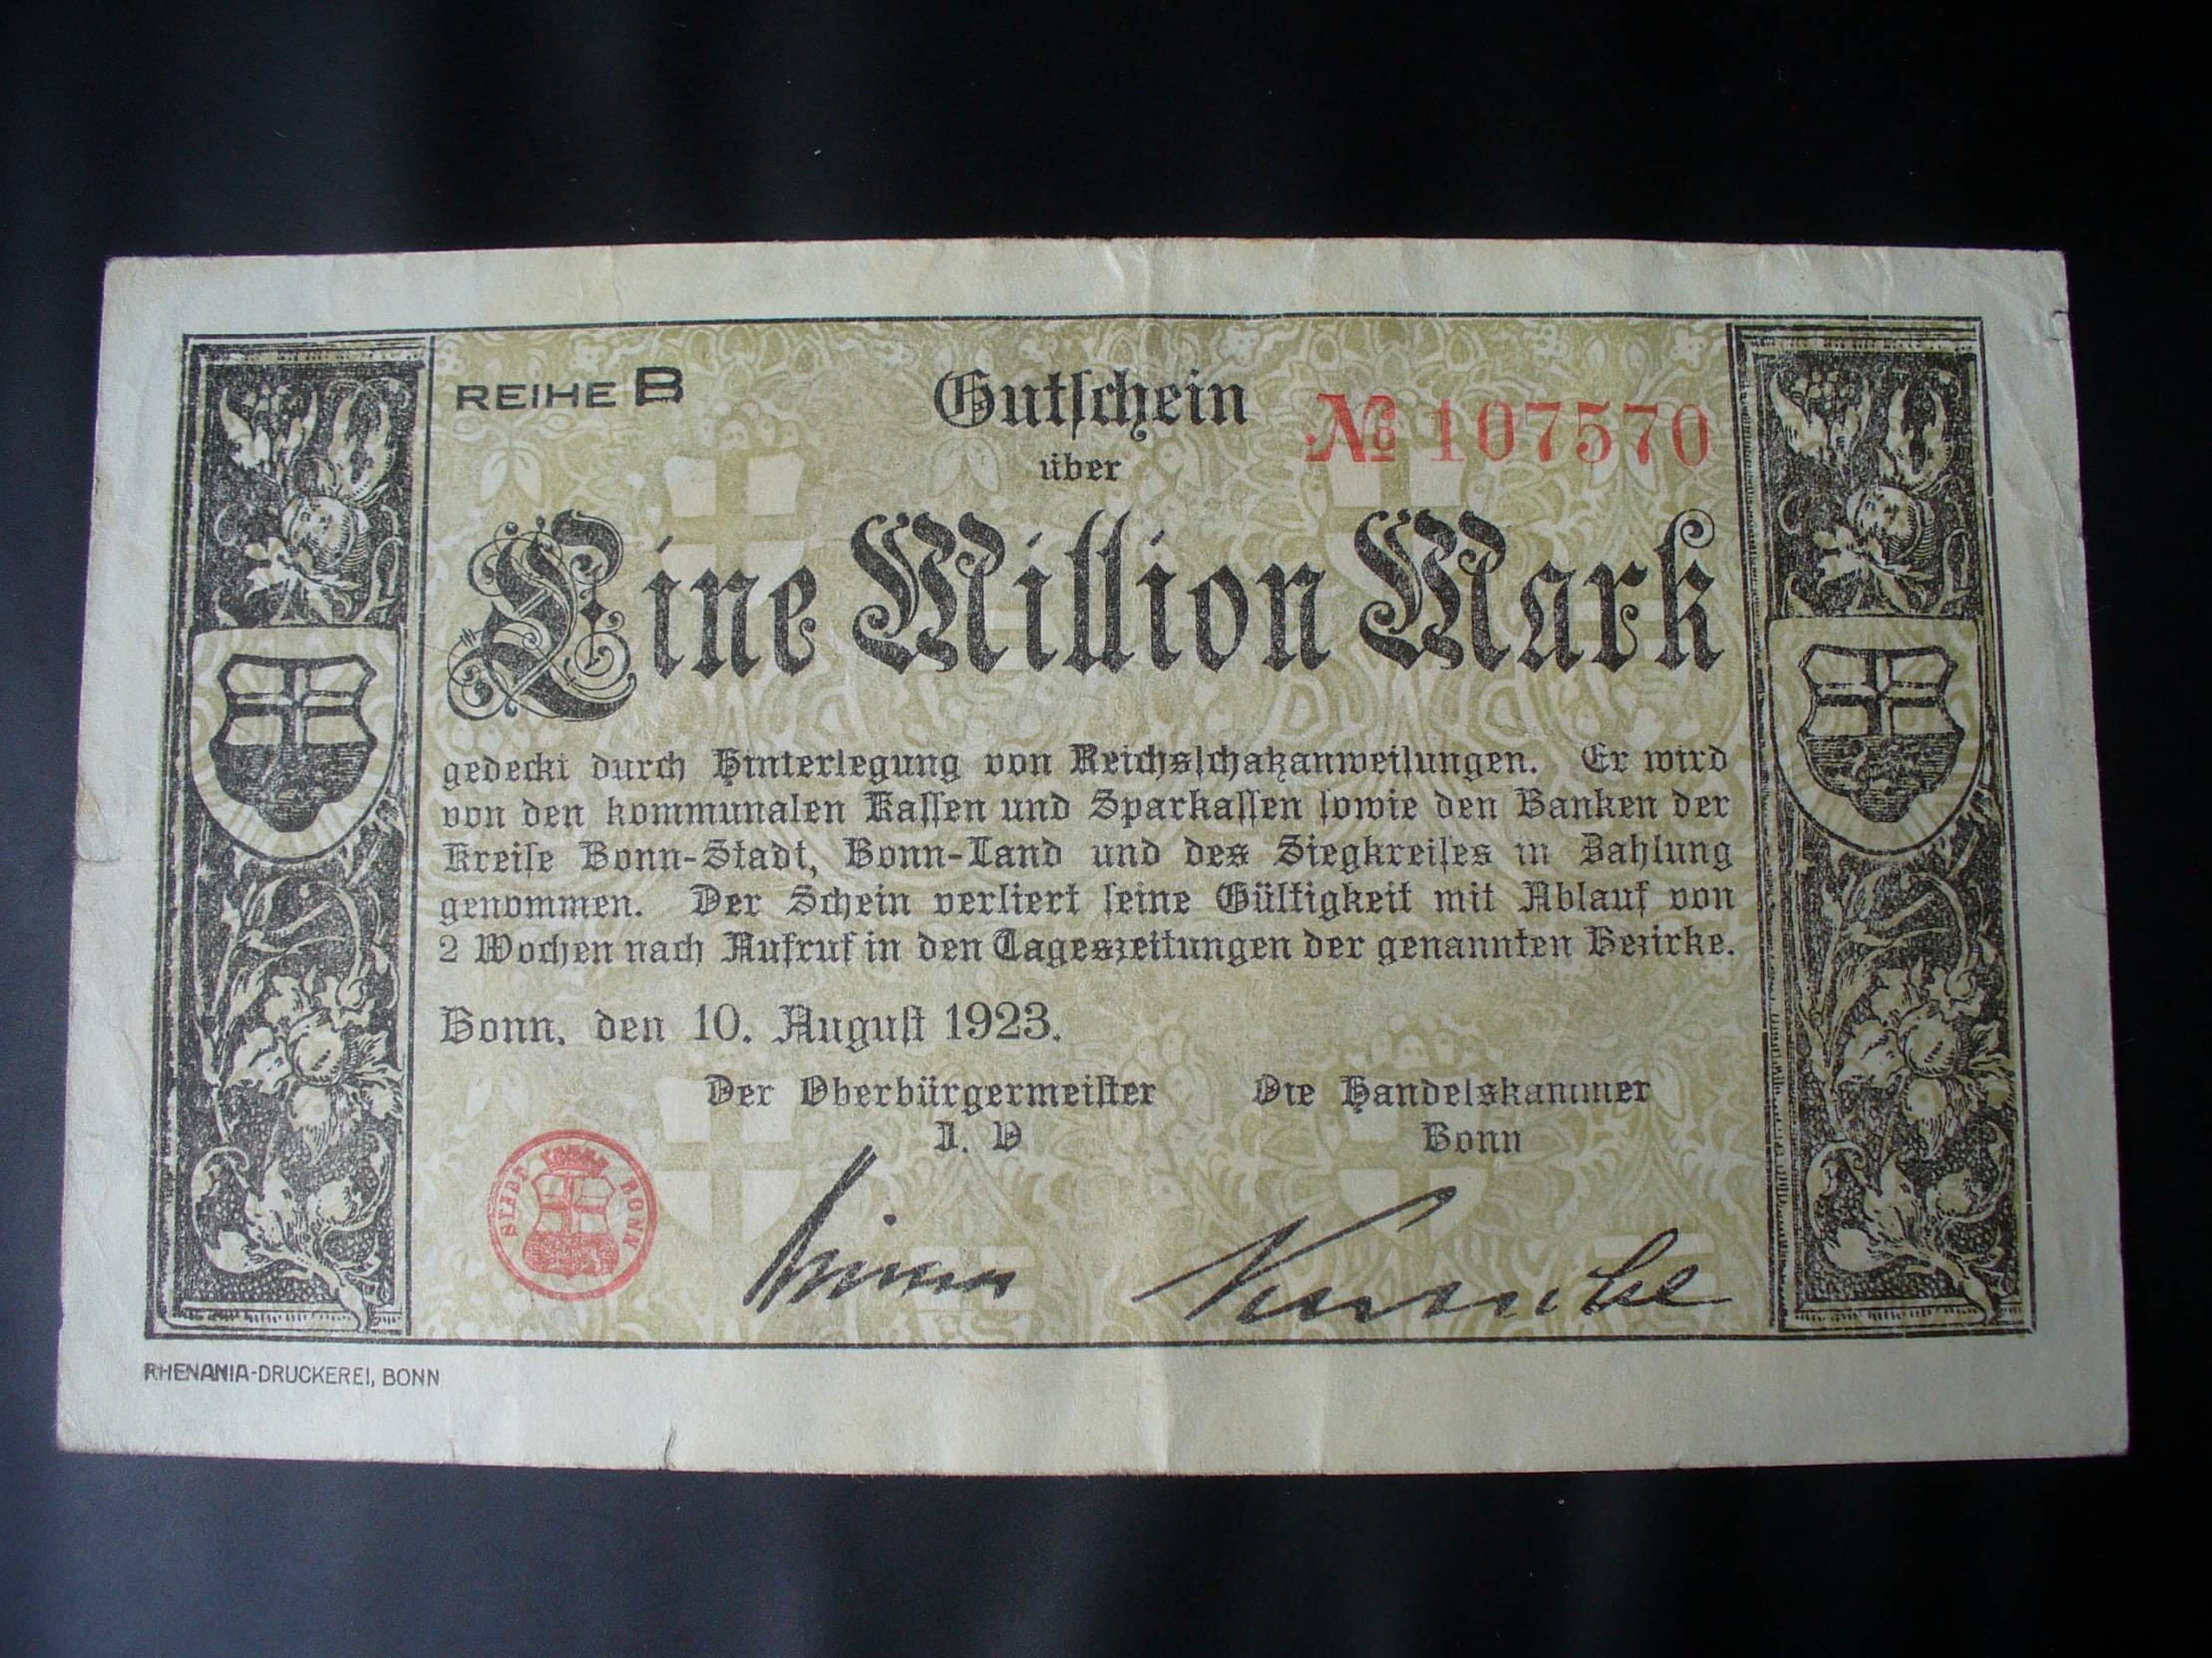 REIHE B
Gutschein
№ 107570
über
Eine Million Mark
gedeckt durch Hinterlegung von Reichsschatzanweisungen. Er wird
von den kommunalen Kassen und Sparkassen sowie den Banken der
Kreise Bonn-Stadt, Bonn-Land und des Siegkreises in Zahlung
genommen. Der Schein verliert seine Gültigkeit mit Ablauf von
2 Wochen nach Aufruf in den Tageszeitungen der genannten Bezirke.
Bonn, den 10. August 1923.
Der Oberbürgermeister
I. V
Die Handelskammer
Bonn
STADT BONN
RHENANIA-DRUCKEREI, BONN